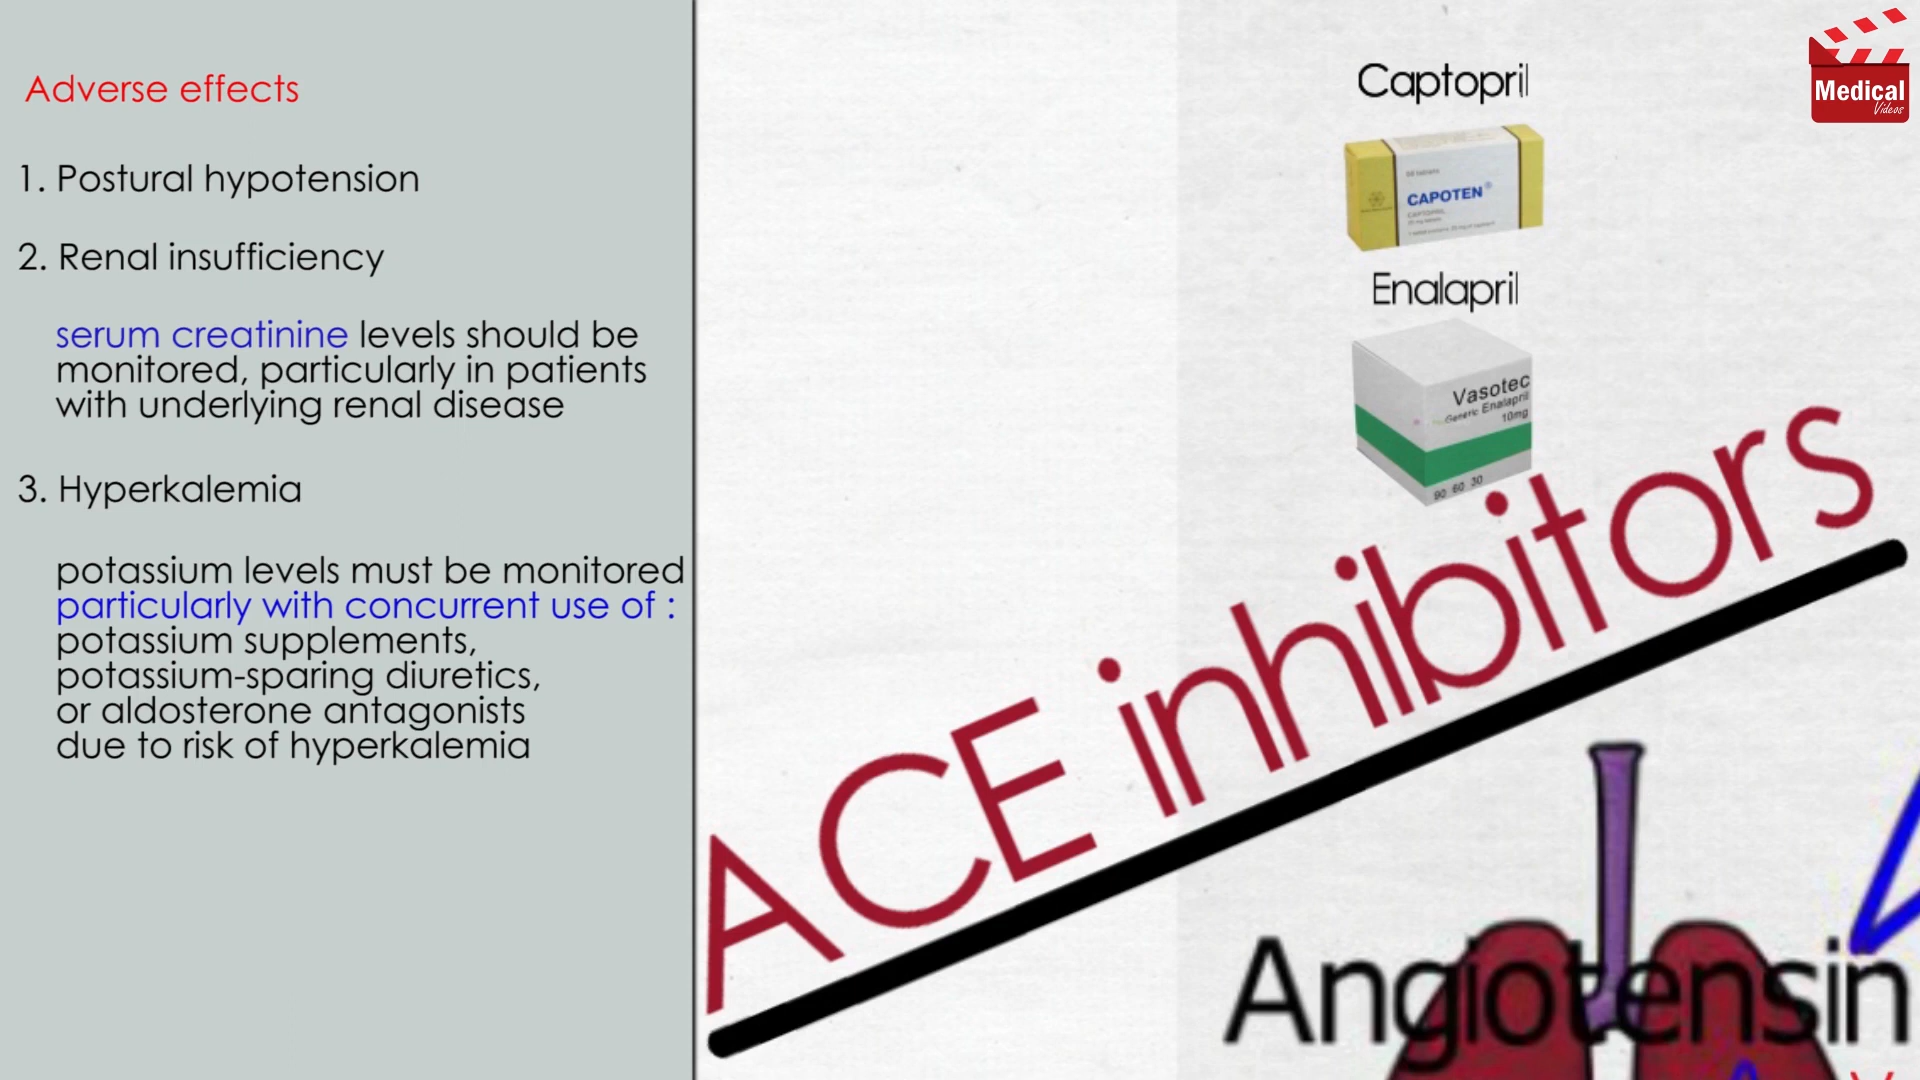 Adverse effects
1. Postural hypotension
2. Renal insufficiency
serum creatinine levels should be
monitored, particularly in patients
with underlying renal disease
3. Hyperkalemia
potassium levels must be monitored
particularly with concurrent use of :
potassium supplements,
potassium-sparing diuretics,
or aldosterone antagonists
due to risk of hyperkalemia
Captopril
CAPOTEN®
CAPTOPRIL
Enalapril
Vasotec
Generic Enalapril
10mg
90 60 30
ACE inhibitors
Angiotensin
Medical
Videos